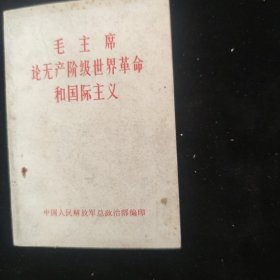 毛主席
论无产阶级世界革命
和国际主义
中国人民解放军总政治部编印